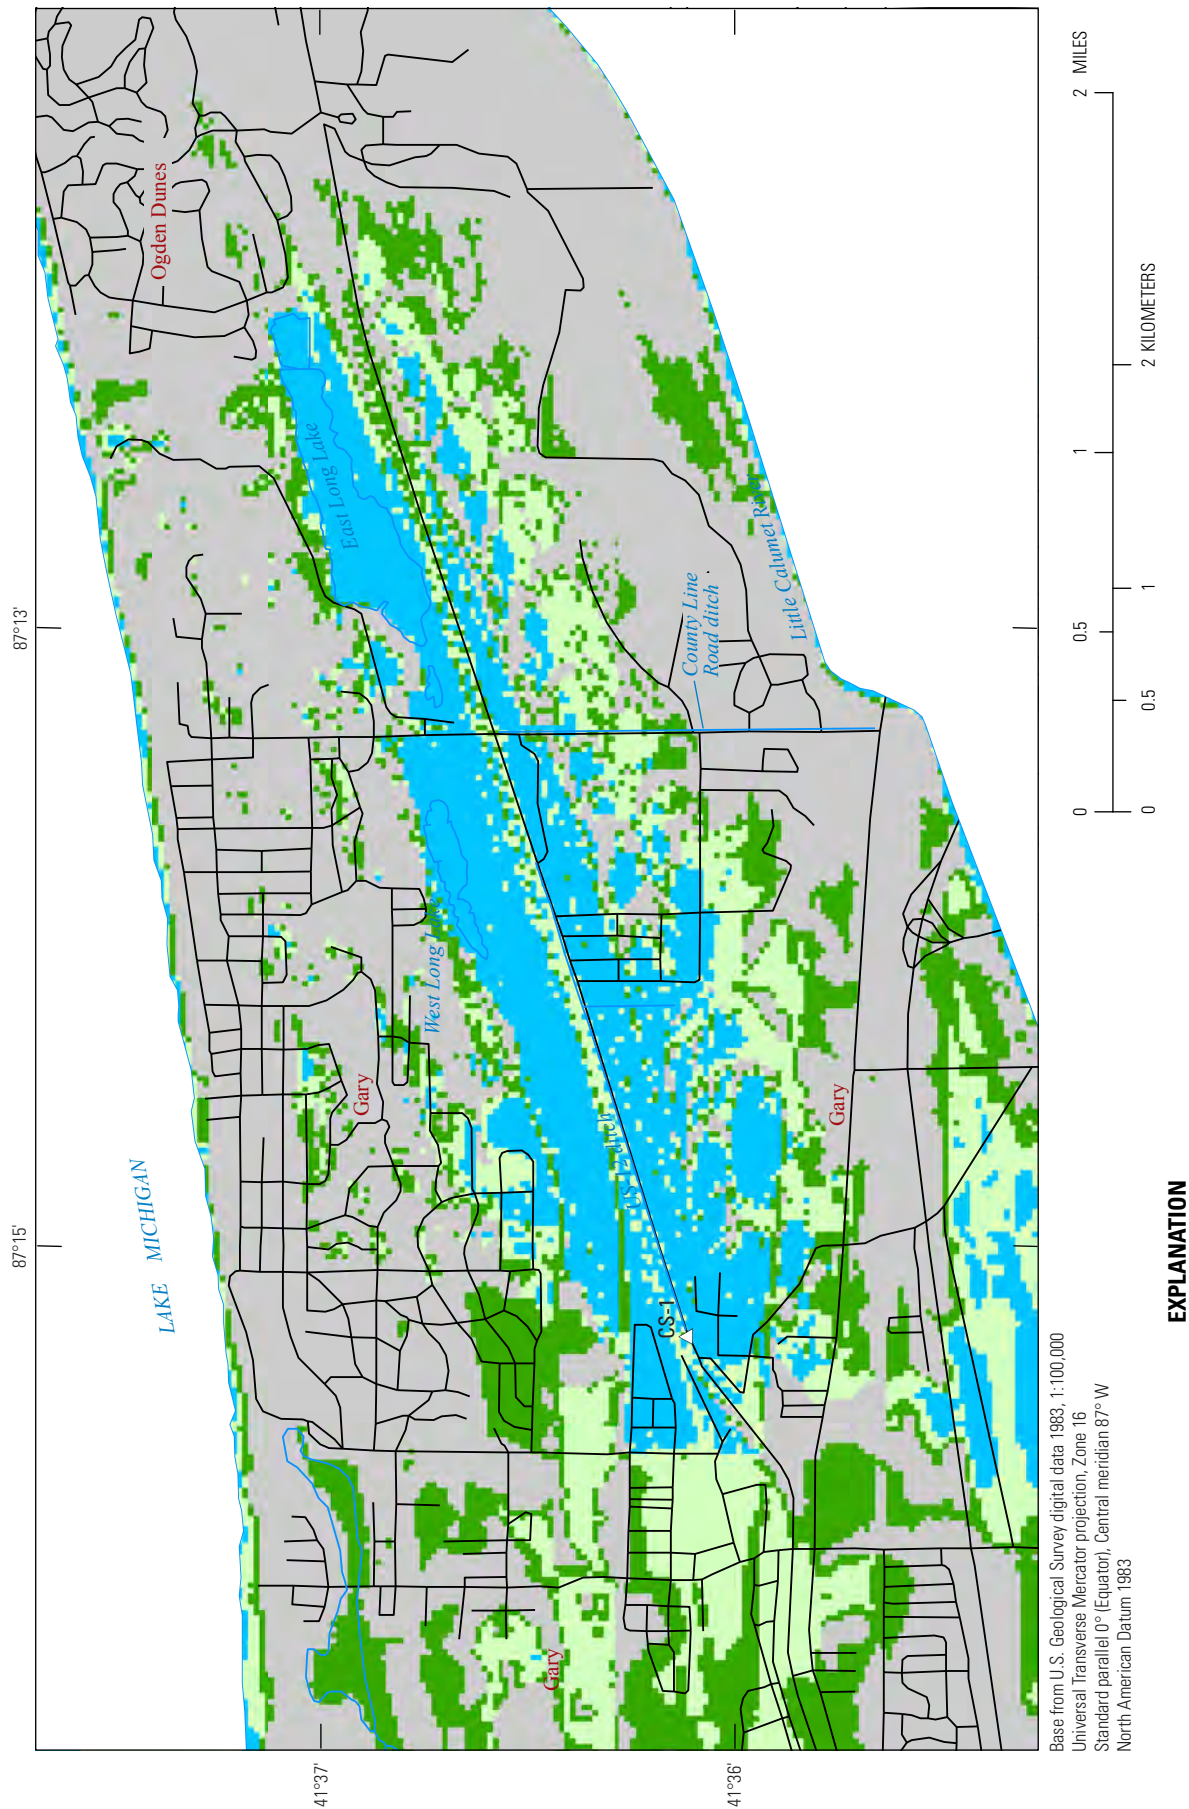 87°15'
87°13'
41°37'
41°36'
LAKE MICHIGAN
Ogden Dunes
East Long Lake
West Long Lake
Gary
Gary
Gary
US-12 ditch
CS-1
County Line
Road ditch
Little Calumet River
Base from U.S. Geological Survey digital data 1983, 1:100,000
Universal Transverse Mercator projection, Zone 16
Standard parallel 0° (Equator), Central meridian 87° W
North American Datum 1983
0 0.5 1 2 MILES
0 0.5 1 2 KILOMETERS
EXPLANATION